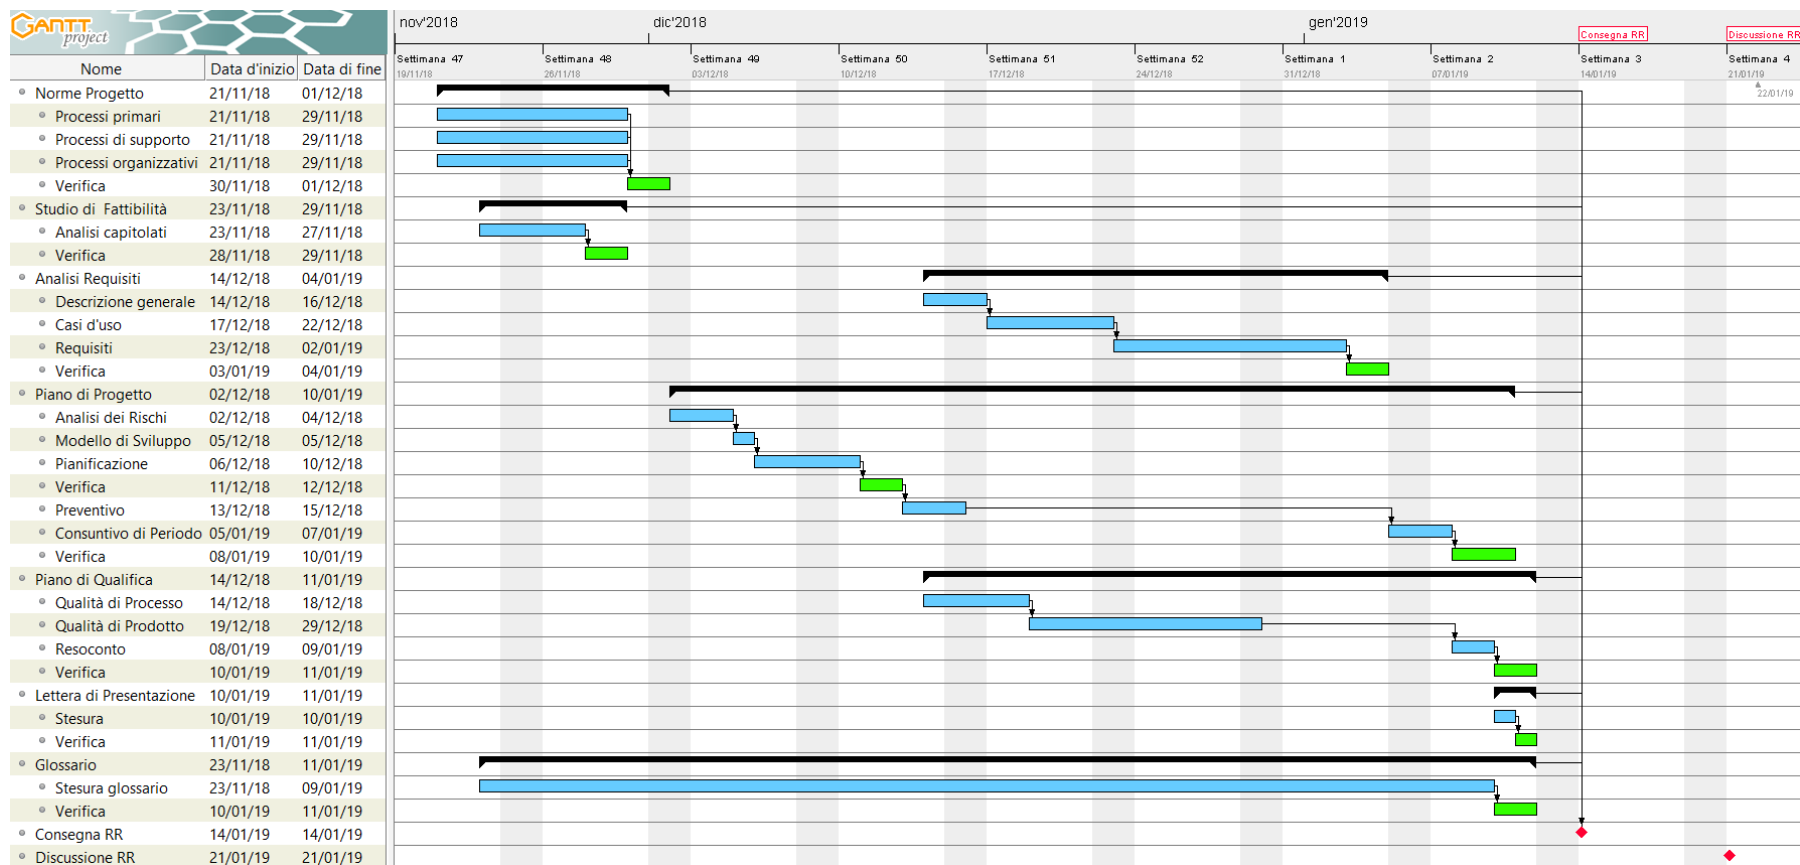 GANTT
project
nov'2018 dic'2018 gen'2019
Consegna RR Discussione RR
Nome Data d'inizio Data di fine
Settimana 47 Settimana 48 Settimana 49 Settimana 50 Settimana 51 Settimana 52 Settimana 1 Settimana 2 Settimana 3 Settimana 4
19/11/18 26/11/18 03/12/18 10/12/18 17/12/18 24/12/18 31/12/18 07/01/19 14/01/19 21/01/19
22/01/19
Norme Progetto 21/11/18 01/12/18
Processi primari 21/11/18 29/11/18
Processi di supporto 21/11/18 29/11/18
Processi organizzativi 21/11/18 29/11/18
Verifica 30/11/18 01/12/18
Studio di Fattibilità 23/11/18 29/11/18
Analisi capitolati 23/11/18 27/11/18
Verifica 28/11/18 29/11/18
Analisi Requisiti 14/12/18 04/01/19
Descrizione generale 14/12/18 16/12/18
Casi d'uso 17/12/18 22/12/18
Requisiti 23/12/18 02/01/19
Verifica 03/01/19 04/01/19
Piano di Progetto 02/12/18 10/01/19
Analisi dei Rischi 02/12/18 04/12/18
Modello di Sviluppo 05/12/18 05/12/18
Pianificazione 06/12/18 10/12/18
Verifica 11/12/18 12/12/18
Preventivo 13/12/18 15/12/18
Consuntivo di Periodo 05/01/19 07/01/19
Verifica 08/01/19 10/01/19
Piano di Qualifica 14/12/18 11/01/19
Qualità di Processo 14/12/18 18/12/18
Qualità di Prodotto 19/12/18 29/12/18
Resoconto 08/01/19 09/01/19
Verifica 10/01/19 11/01/19
Lettera di Presentazione 10/01/19 11/01/19
Stesura 10/01/19 10/01/19
Verifica 11/01/19 11/01/19
Glossario 23/11/18 11/01/19
Stesura glossario 23/11/18 09/01/19
Verifica 10/01/19 11/01/19
Consegna RR 14/01/19 14/01/19
Discussione RR 21/01/19 21/01/19